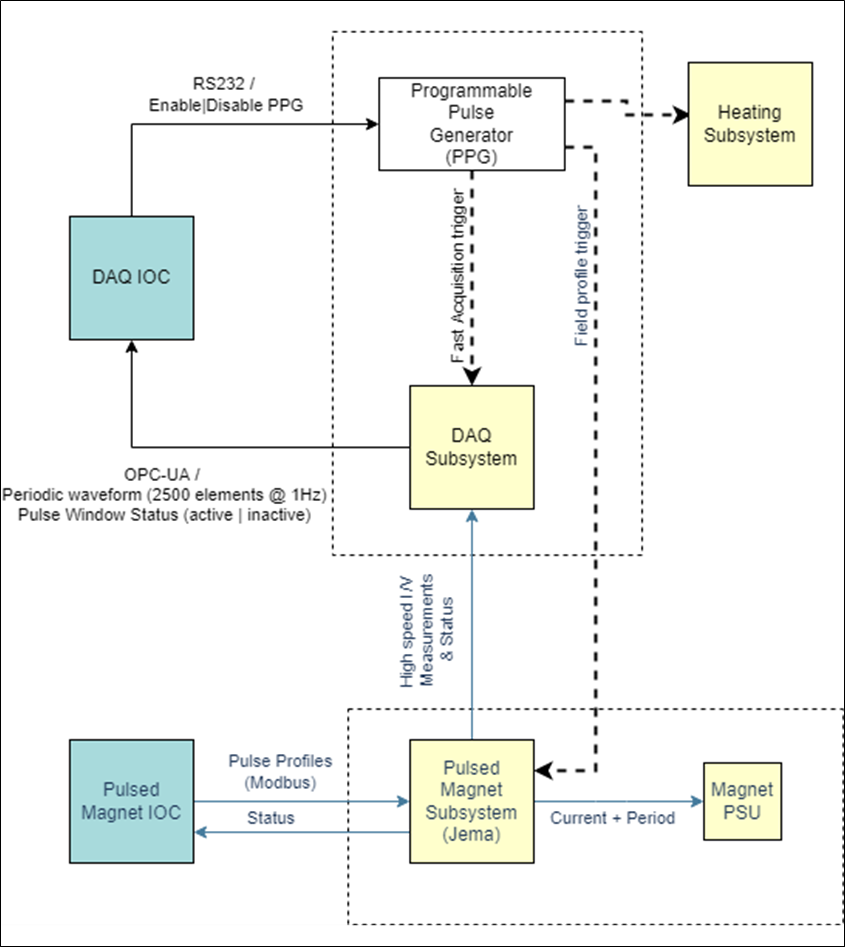 RS232 /
Enable|Disable PPG
Programmable
Pulse
Generator
(PPG)
Heating
Subsystem
DAQ IOC
Fast Acquisition trigger
Field profile trigger
DAQ
Subsystem
OPC-UA /
Periodic waveform (2500 elements @ 1Hz)
Pulse Window Status (active | inactive)
High speed I/V
Measurements
& Status
Pulsed
Magnet IOC
Pulse Profiles
(Modbus)
Status
Pulsed
Magnet
Subsystem
(Jema)
Current + Period
Magnet
PSU